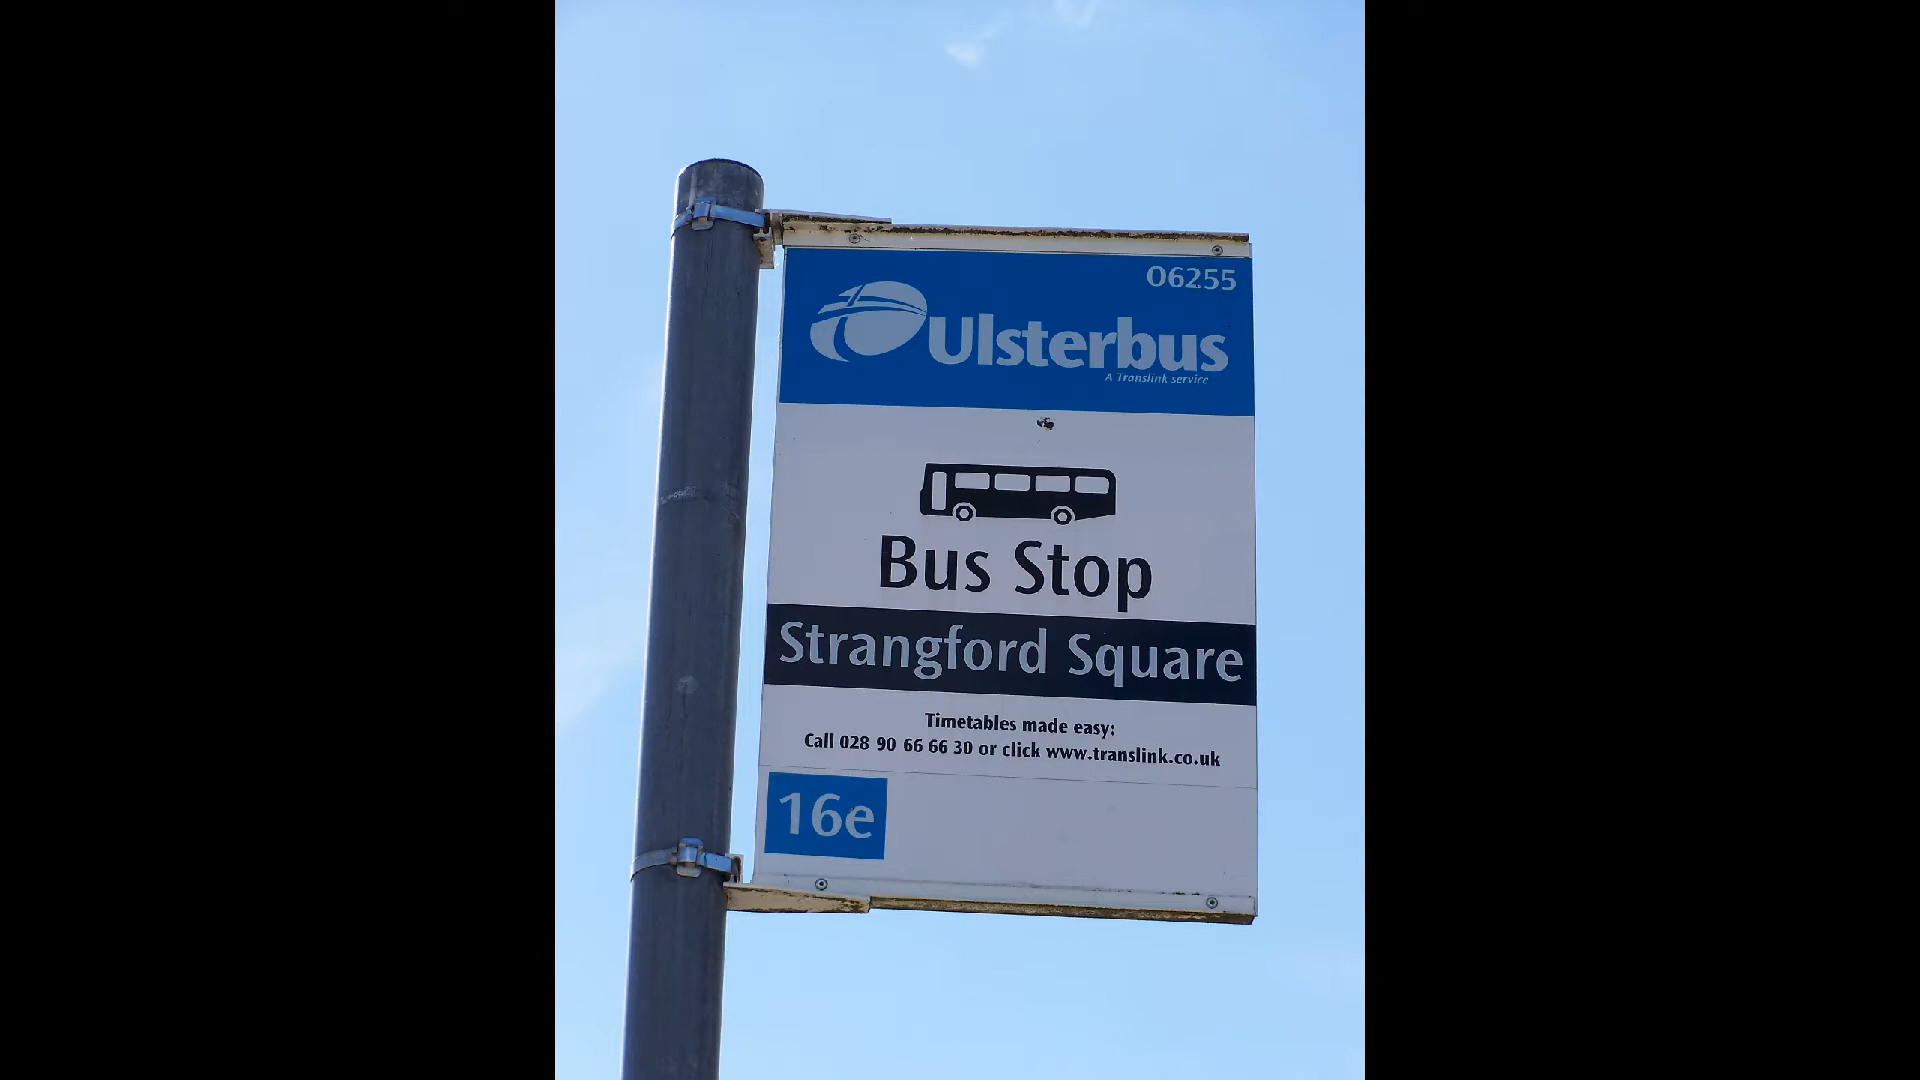 06255
Ulsterbus
A Translink service
Bus Stop
Strangford Square
Timetables made easy:
Call 028 90 66 66 30 or click www.translink.co.uk
16e